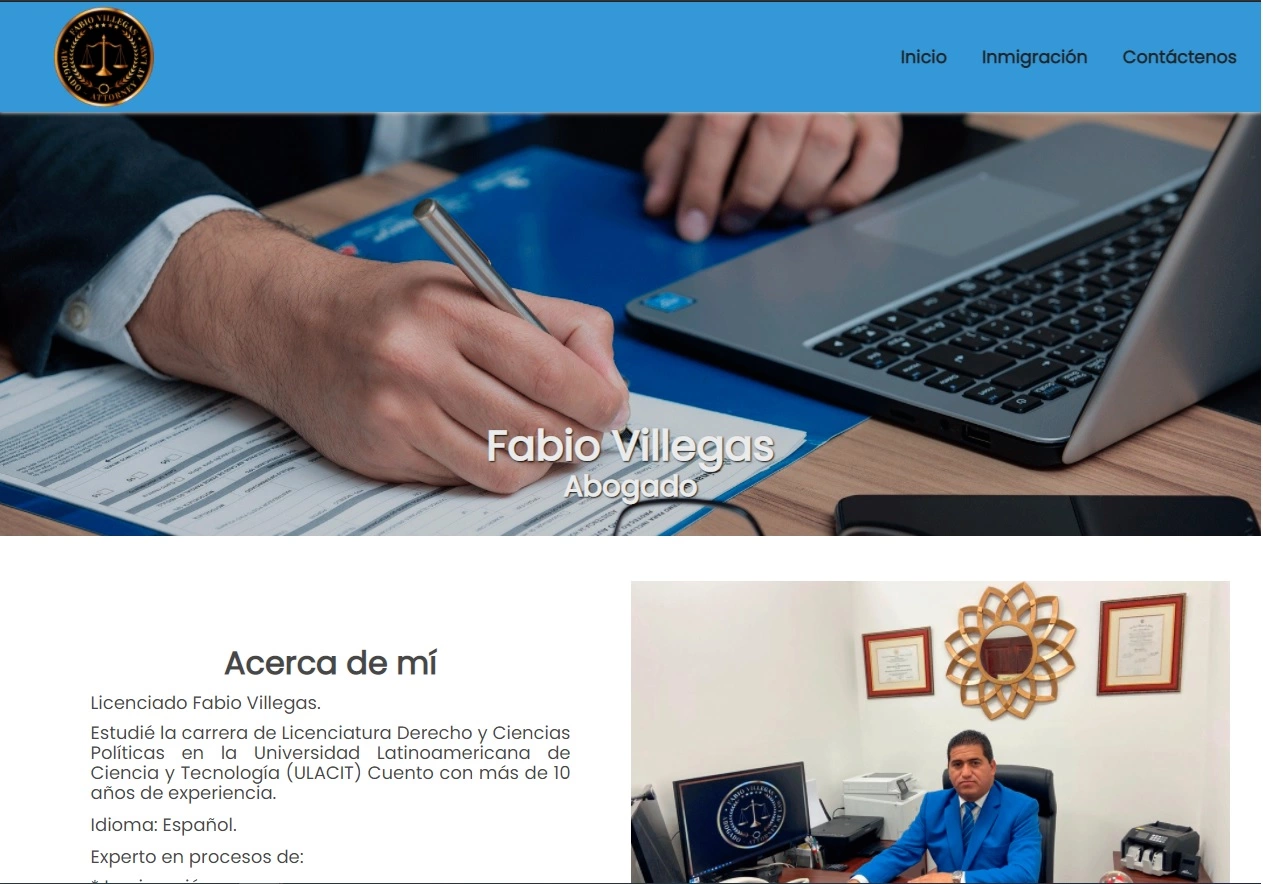 FABIO VILLEGAS
ABOGADO - ATTORNEY AT LAW
Inicio
Inmigración
Contáctenos
Fabio Villegas
Abogado
Acerca de mí
Licenciado Fabio Villegas.
Estudié la carrera de Licenciatura Derecho y Ciencias
Políticas en la Universidad Latinoamericana de
Ciencia y Tecnología (ULACIT) Cuento con más de 10
años de experiencia.
Idioma: Español.
Experto en procesos de:
FABIO VILLEGAS